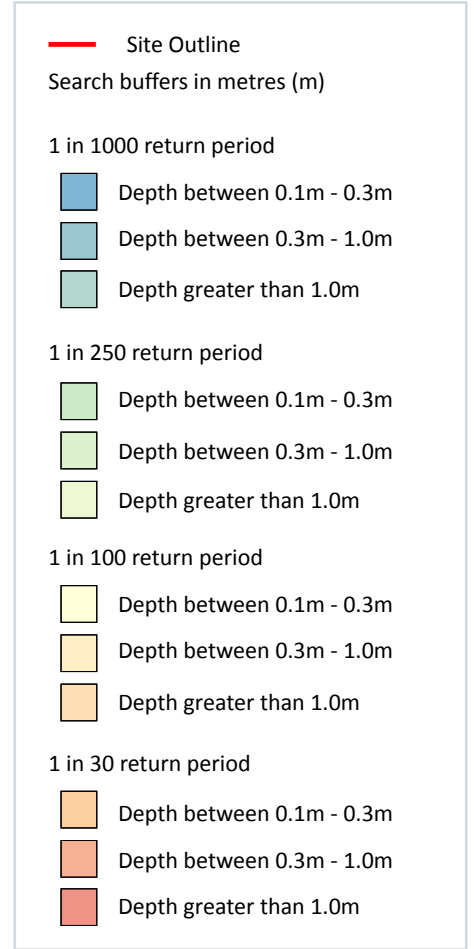 Site Outline
Search buffers in metres (m)
1 in 1000 return period
Depth between 0.1m - 0.3m
Depth between 0.3m - 1.0m
Depth greater than 1.0m
1 in 250 return period
Depth between 0.1m - 0.3m
Depth between 0.3m - 1.0m
Depth greater than 1.0m
1 in 100 return period
Depth between 0.1m - 0.3m
Depth between 0.3m - 1.0m
Depth greater than 1.0m
1 in 30 return period
Depth between 0.1m - 0.3m
Depth between 0.3m - 1.0m
Depth greater than 1.0m